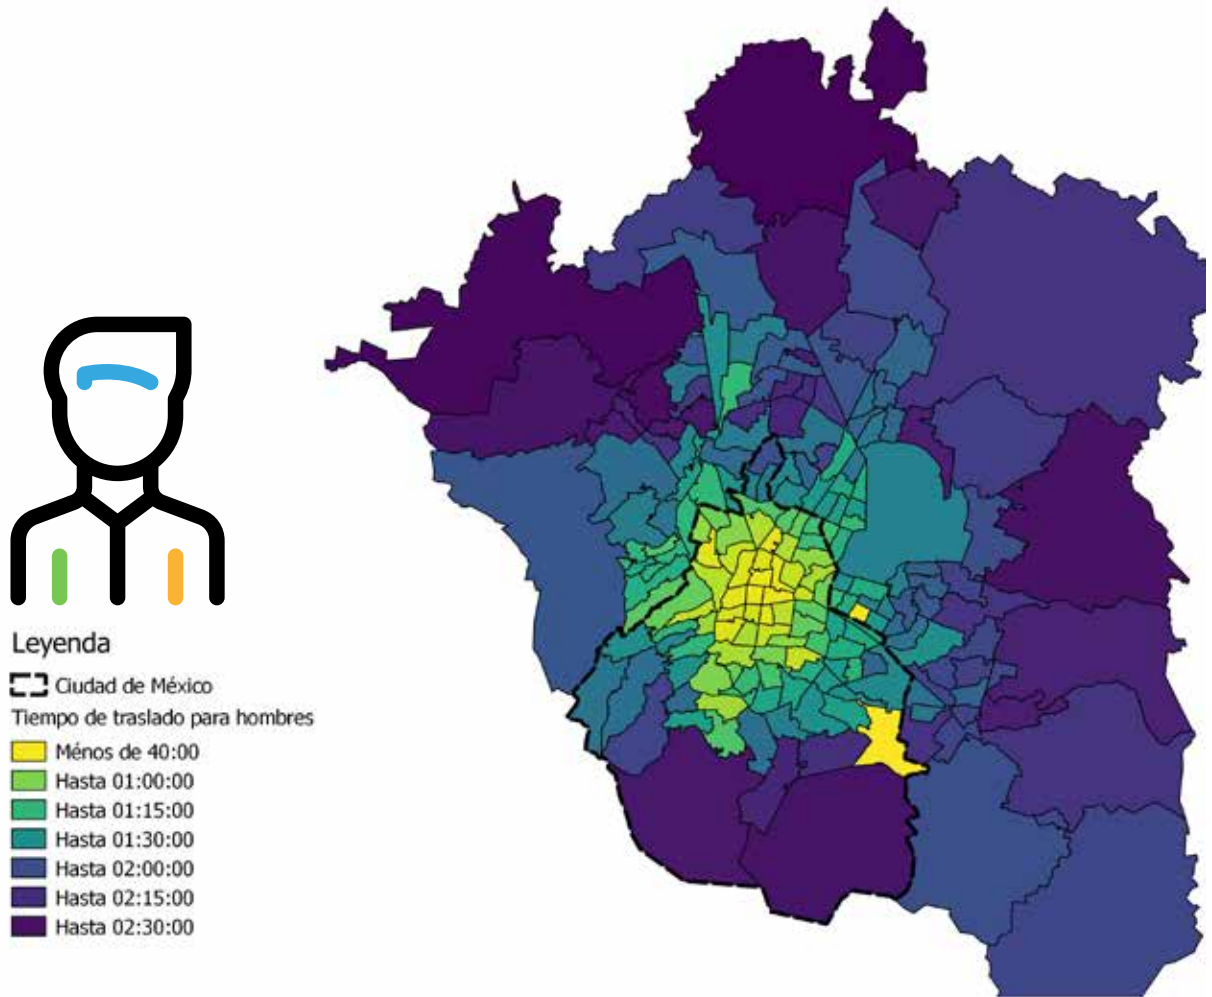 Leyenda
Ciudad de México
Tiempo de traslado para hombres
Ménos de 40:00
Hasta 01:00:00
Hasta 01:15:00
Hasta 01:30:00
Hasta 02:00:00
Hasta 02:15:00
Hasta 02:30:00